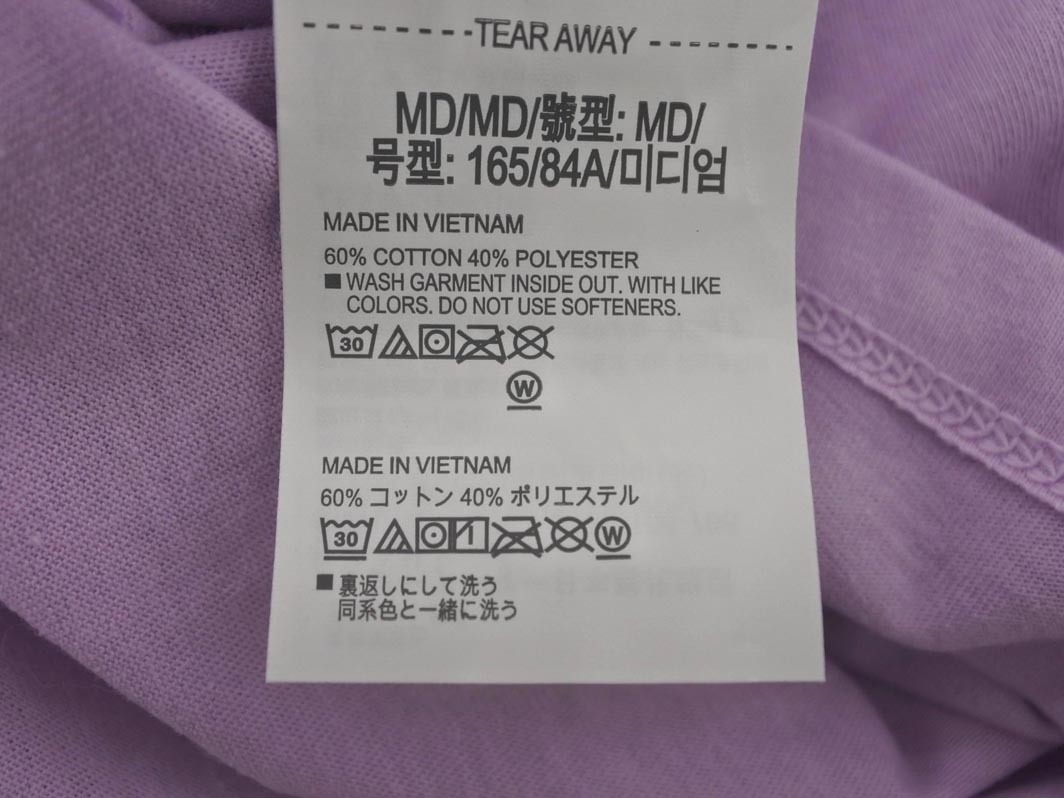 TEAR AWAY
MD/MD/號型: MD/
号型: 165/84A/미디엄
MADE IN VIETNAM
60% COTTON 40% POLYESTER
■ WASH GARMENT INSIDE OUT. WITH LIKE
COLORS. DO NOT USE SOFTENERS.
30
W
MADE IN VIETNAM
60% コットン 40% ポリエステル
30 W
■ 裏返しにして洗う
同系色と一緒に洗う